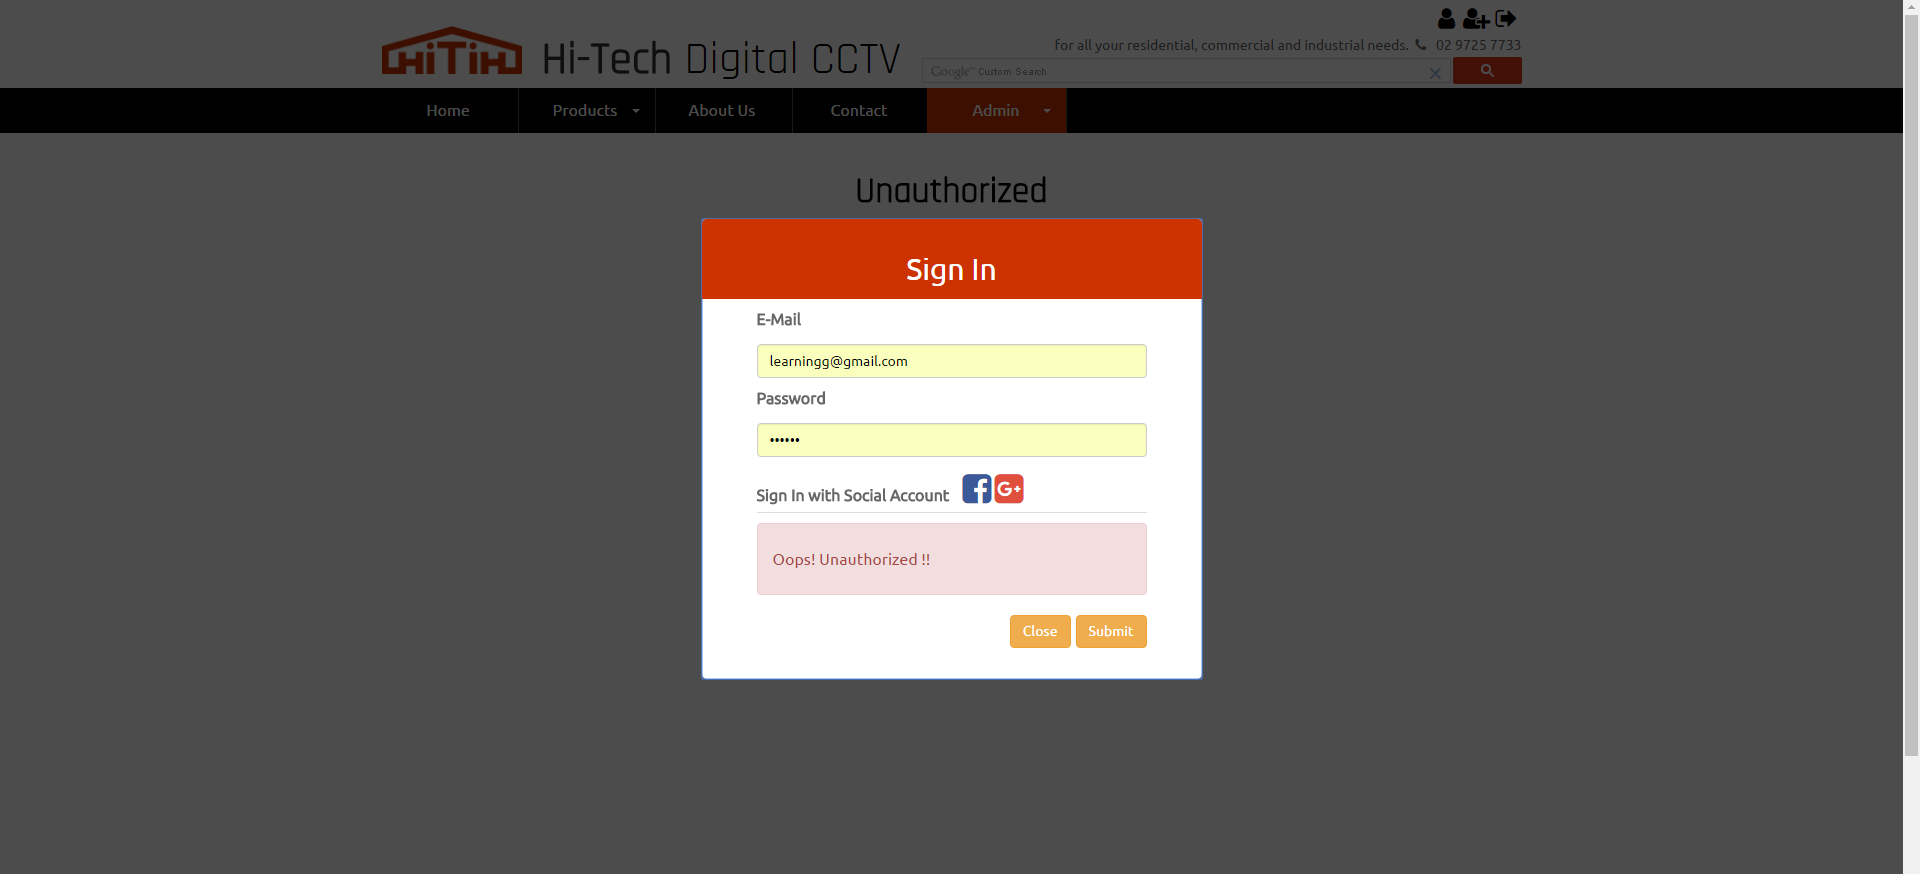 HiTiH Hi-Tech Digital CCTV
for all your residential, commercial and industrial needs. 02 9725 7733
Google™ Custom Search
Home Products About Us Contact Admin
Unauthorized
Sign In
E-Mail
learningg@gmail.com
Password
••••••
Sign In with Social Account
Oops! Unauthorized !!
Close Submit